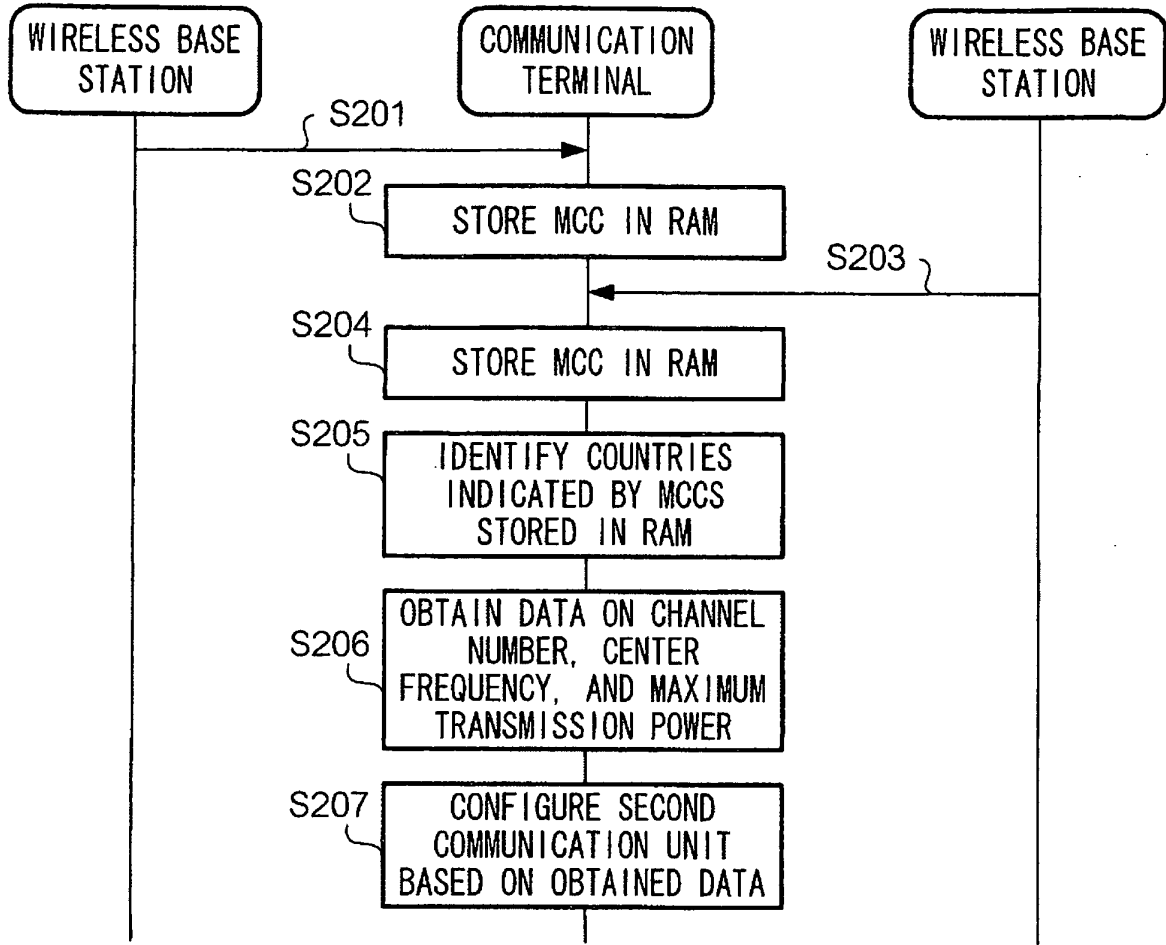 WIRELESS BASE
STATION
COMMUNICATION
TERMINAL
WIRELESS BASE
STATION
S201
S202
STORE MCC IN RAM
S203
S204
STORE MCC IN RAM
S205
IDENTIFY COUNTRIES
INDICATED BY MCCS
STORED IN RAM
S206
OBTAIN DATA ON CHANNEL
NUMBER, CENTER
FREQUENCY, AND MAXIMUM
TRANSMISSION POWER
S207
CONFIGURE SECOND
COMMUNICATION UNIT
BASED ON OBTAINED DATA